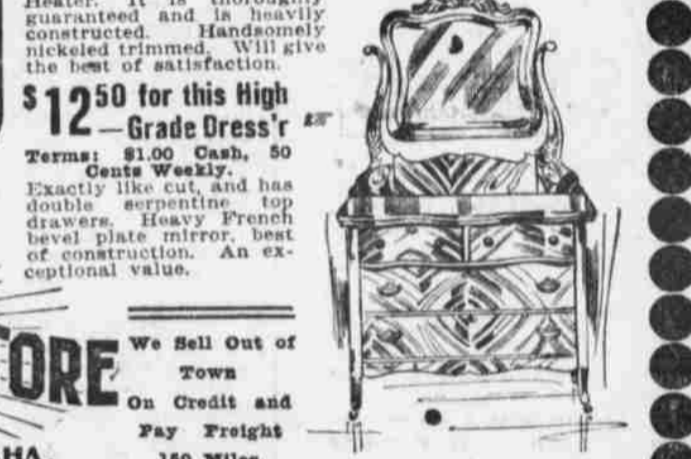 Heater. It is thoroughly
guaranteed and is heavily
constructed. Handsomely
nickeled trimmed. Will give
the best of satisfaction.
$12 50 for this High
—Grade Dress'r
Terms: $1.00 Cash, 50
Cents Weekly.
Exactly like cut, and has
double serpentine top
drawers. Heavy French
bevel plate mirror, best
of construction. An ex-
ceptional value.
ORE
We Sell Out of
Town
On Credit and
Pay Freight
150 Miles
HA